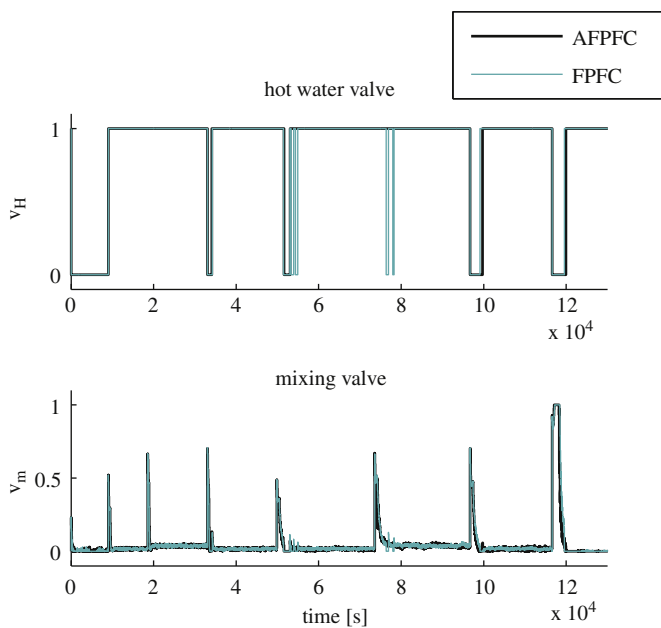 AFPFC
FPFC
hot water valve
1
v_H
0
0 2 4 6 8 10 12
x 10^4
mixing valve
1
0.5
v_m
0
0 2 4 6 8 10 12
time [s]
x 10^4